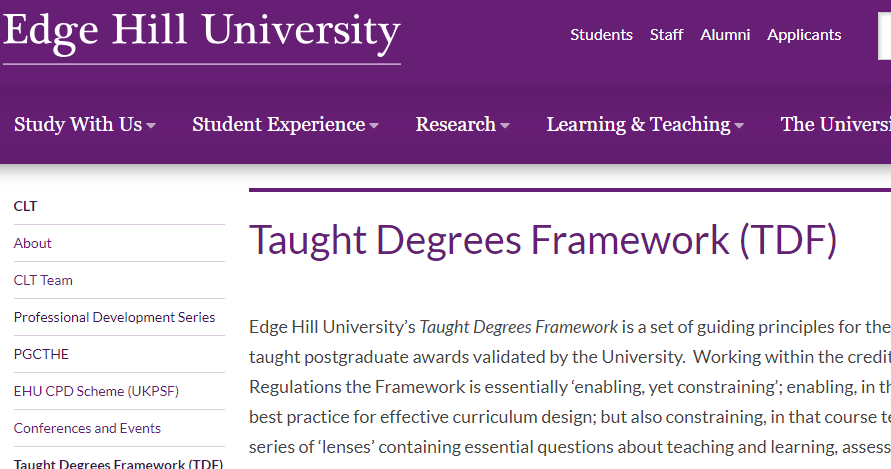 Edge Hill University
Students Staff Alumni Applicants
Study With Us Student Experience Research Learning & Teaching The Universi
CLT
About
CLT Team
Professional Development Series
PGCTHE
EHU CPD Scheme (UKPSF)
Conferences and Events
Taught Degrees Framework (TDF)
Taught Degrees Framework (TDF)
Edge Hill University’s Taught Degrees Framework is a set of guiding principles for the
taught postgraduate awards validated by the University. Working within the credit
Regulations the Framework is essentially ‘enabling, yet constraining’; enabling, in th
best practice for effective curriculum design; but also constraining, in that course te
series of ‘lenses’ containing essential questions about teaching and learning, assess